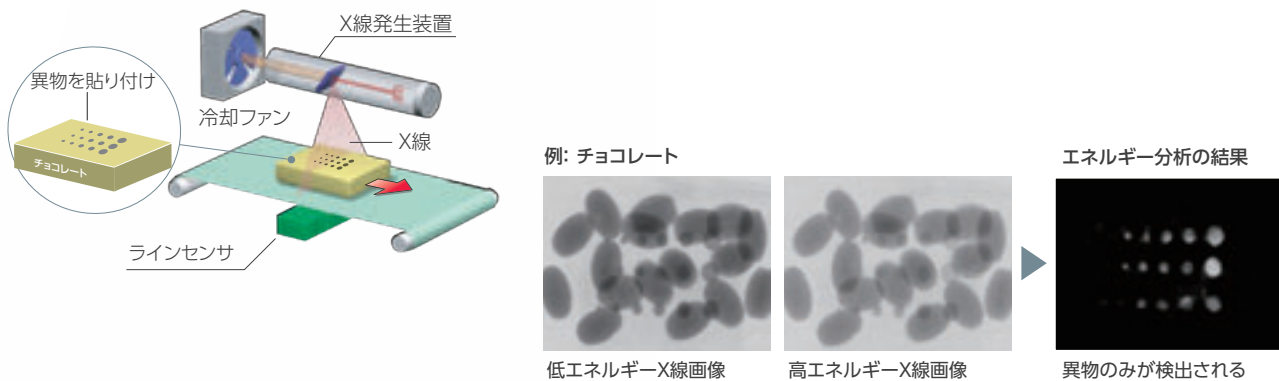 X線発生装置
異物を貼り付け
冷却ファン
X線
チョコレート
ラインセンサ
例: チョコレート
エネルギー分析の結果
低エネルギーX線画像
高エネルギーX線画像
異物のみが検出される